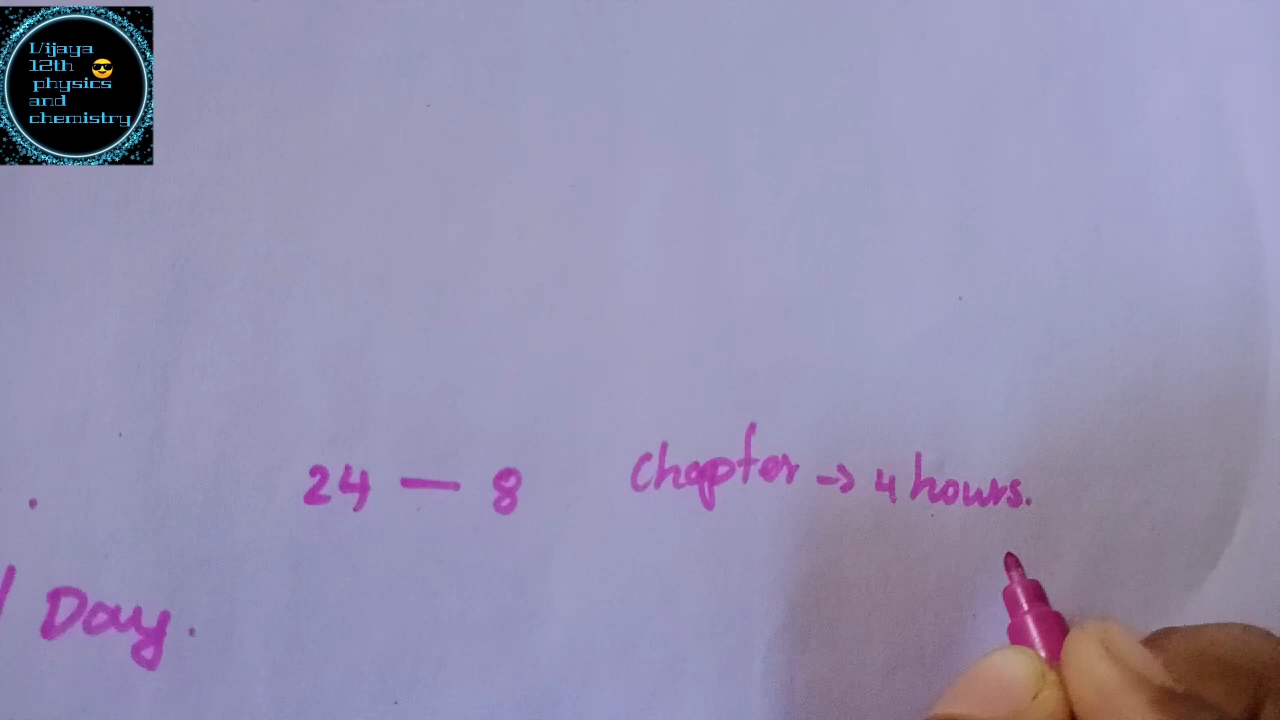 Vijaya
12th 😎
physics
and
chemistry
24 — 8 Chapter → 4 hours.
/ Day.